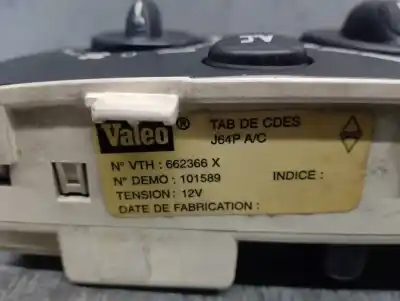 AC
Valeo ®
TAB DE CDES
J64P A/C
N° VTH : 662366 X
N° DEMO : 101589
INDICE :
TENSION : 12V
DATE DE FABRICATION :